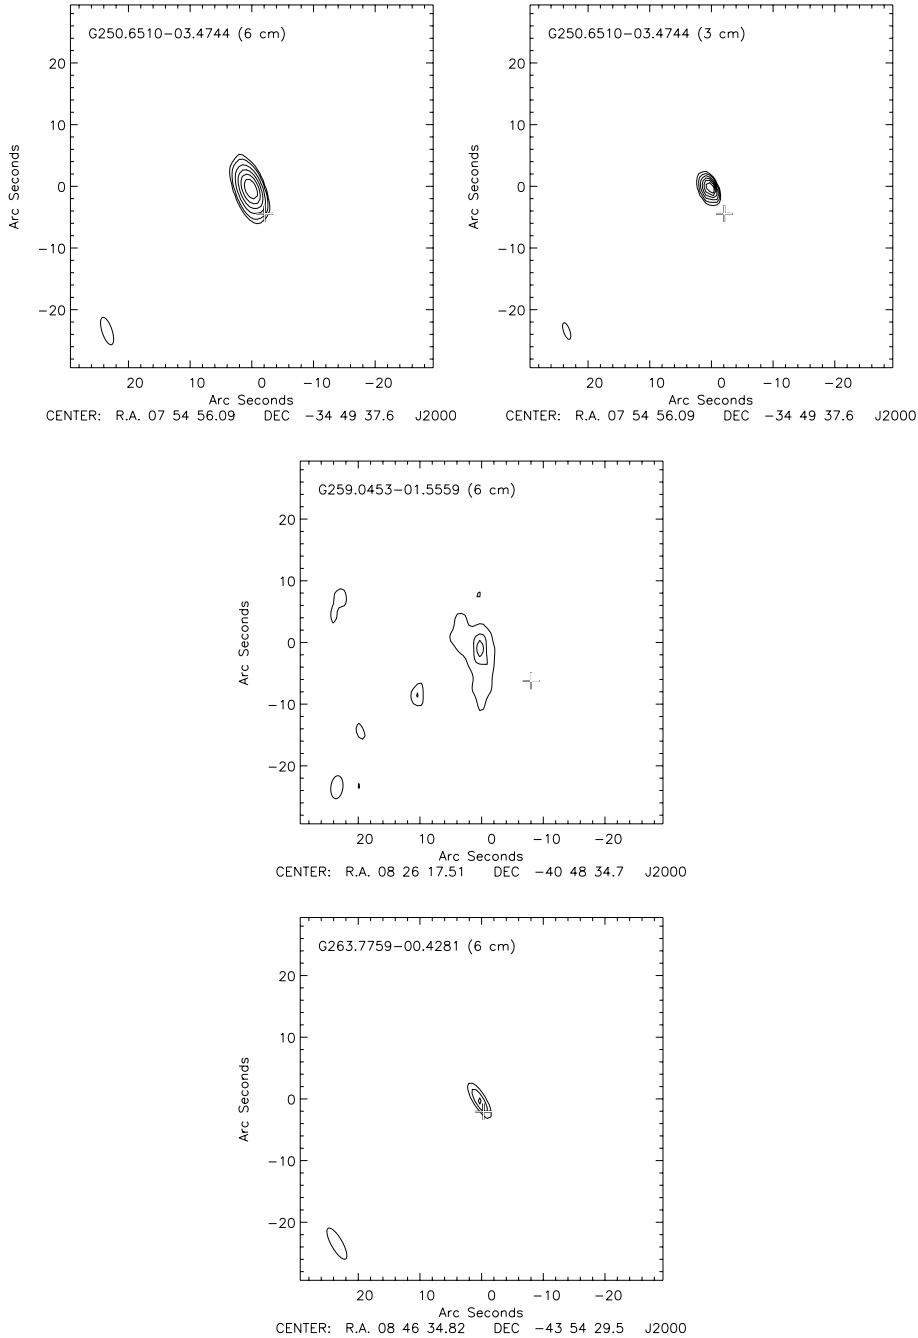 G250.6510−03.4744 (6 cm)
20
10
0
−10
−20
Arc Seconds
20 10 0 −10 −20
Arc Seconds
CENTER: R.A. 07 54 56.09 DEC −34 49 37.6 J2000
G250.6510−03.4744 (3 cm)
20
10
0
−10
−20
Arc Seconds
20 10 0 −10 −20
Arc Seconds
CENTER: R.A. 07 54 56.09 DEC −34 49 37.6 J2000
G259.0453−01.5559 (6 cm)
20
10
0
−10
−20
Arc Seconds
20 10 0 −10 −20
Arc Seconds
CENTER: R.A. 08 26 17.51 DEC −40 48 34.7 J2000
G263.7759−00.4281 (6 cm)
20
10
0
−10
−20
Arc Seconds
20 10 0 −10 −20
Arc Seconds
CENTER: R.A. 08 46 34.82 DEC −43 54 29.5 J2000